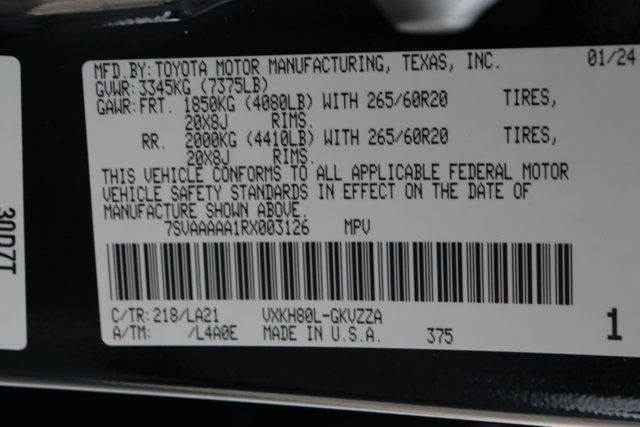 MFD.BY: TOYOTA MOTOR MANUFACTURING, TEXAS, INC. 01/24
GVWR: 3345KG (7375LB)
GAWR: FRT. 1850KG (4080LB) WITH 265/60R20 TIRES,
20X8J RIMS.
RR. 2000KG (4410LB) WITH 265/60R20 TIRES,
20X8J RIMS.
THIS VEHICLE CONFORMS TO ALL APPLICABLE FEDERAL MOTOR
VEHICLE SAFETY STANDARDS IN EFFECT ON THE DATE OF
MANUFACTURE SHOWN ABOVE.
7SVAAAAA1RX003126 MPV
C/TR: 218/LA21 VXKH80L-GKVZZA
A/TM: /L4A0E MADE IN U.S.A. 375 1
30D7T